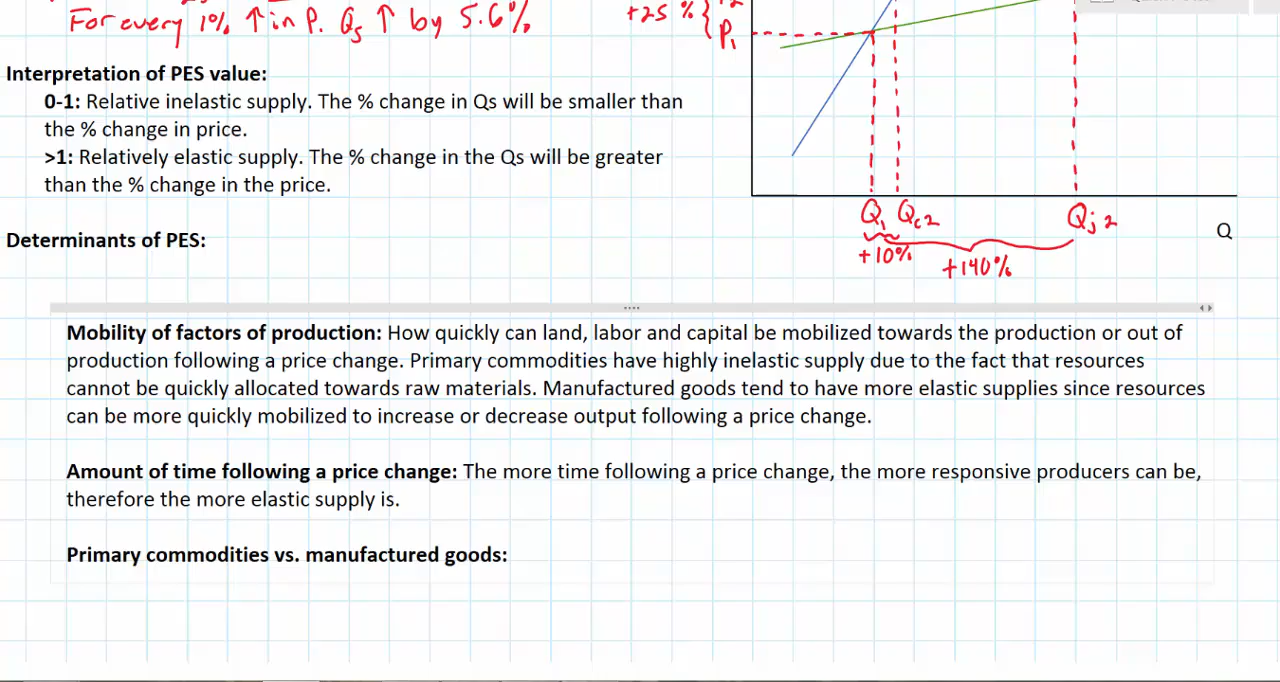 For every 1% ↑ in P. Qs ↑ by 5.6%
+25 %
P1
Interpretation of PES value:
0-1: Relative inelastic supply. The % change in Qs will be smaller than
the % change in price.
>1: Relatively elastic supply. The % change in the Qs will be greater
than the % change in the price.
Q1 Qc2 Qj2
Q
+10% +140%
Determinants of PES:
Mobility of factors of production: How quickly can land, labor and capital be mobilized towards the production or out of
production following a price change. Primary commodities have highly inelastic supply due to the fact that resources
cannot be quickly allocated towards raw materials. Manufactured goods tend to have more elastic supplies since resources
can be more quickly mobilized to increase or decrease output following a price change.
Amount of time following a price change: The more time following a price change, the more responsive producers can be,
therefore the more elastic supply is.
Primary commodities vs. manufactured goods: